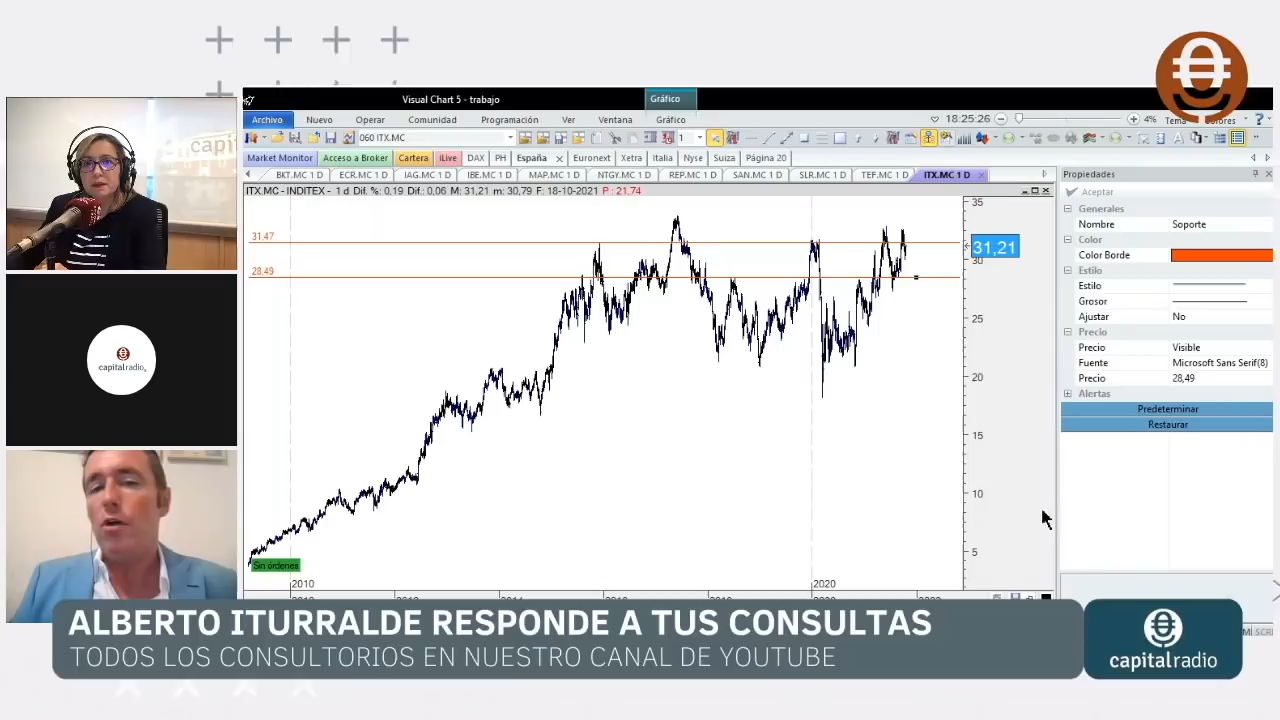 Visual Chart 5 - trabajo
Gráfico
Archivo Nuevo Operar Comunidad Programación Ver Ventana Gráfico 18:25:26 4% Tema
060 ITX.MC 1
Market Monitor Acceso a Broker Cartera iLive DAX PH España Euronext Xetra Italia Nyse Suiza Página 20
BKT.MC 1 D ECR.MC 1 D IAG.MC 1 D IBE.MC 1 D MAP.MC 1 D NTGY.MC 1 D REP.MC 1 D SAN.MC 1 D SLR.MC 1 D TEF.MC 1 D ITX.MC 1 D
ITX.MC - INDITEX - 1 d Dif. %: 0,19 Dif.: 0,06 M: 31,21 m: 30,79 F: 18-10-2021 P : 21,74
35
31,47
31,21
30
28,49
25
20
15
10
5
Sin órdenes
2010
2020
Propiedades
Aceptar
Generales
Nombre Soporte
Color
Color Borde
Estilo
Estilo
Grosor
Ajustar No
Precio
Precio Visible
Fuente Microsoft Sans Serif(8)
Precio 28,49
Alertas
Predeterminar
Restaurar
capitalradio
ALBERTO ITURRALDE RESPONDE A TUS CONSULTAS
TODOS LOS CONSULTORIOS EN NUESTRO CANAL DE YOUTUBE
capitalradio